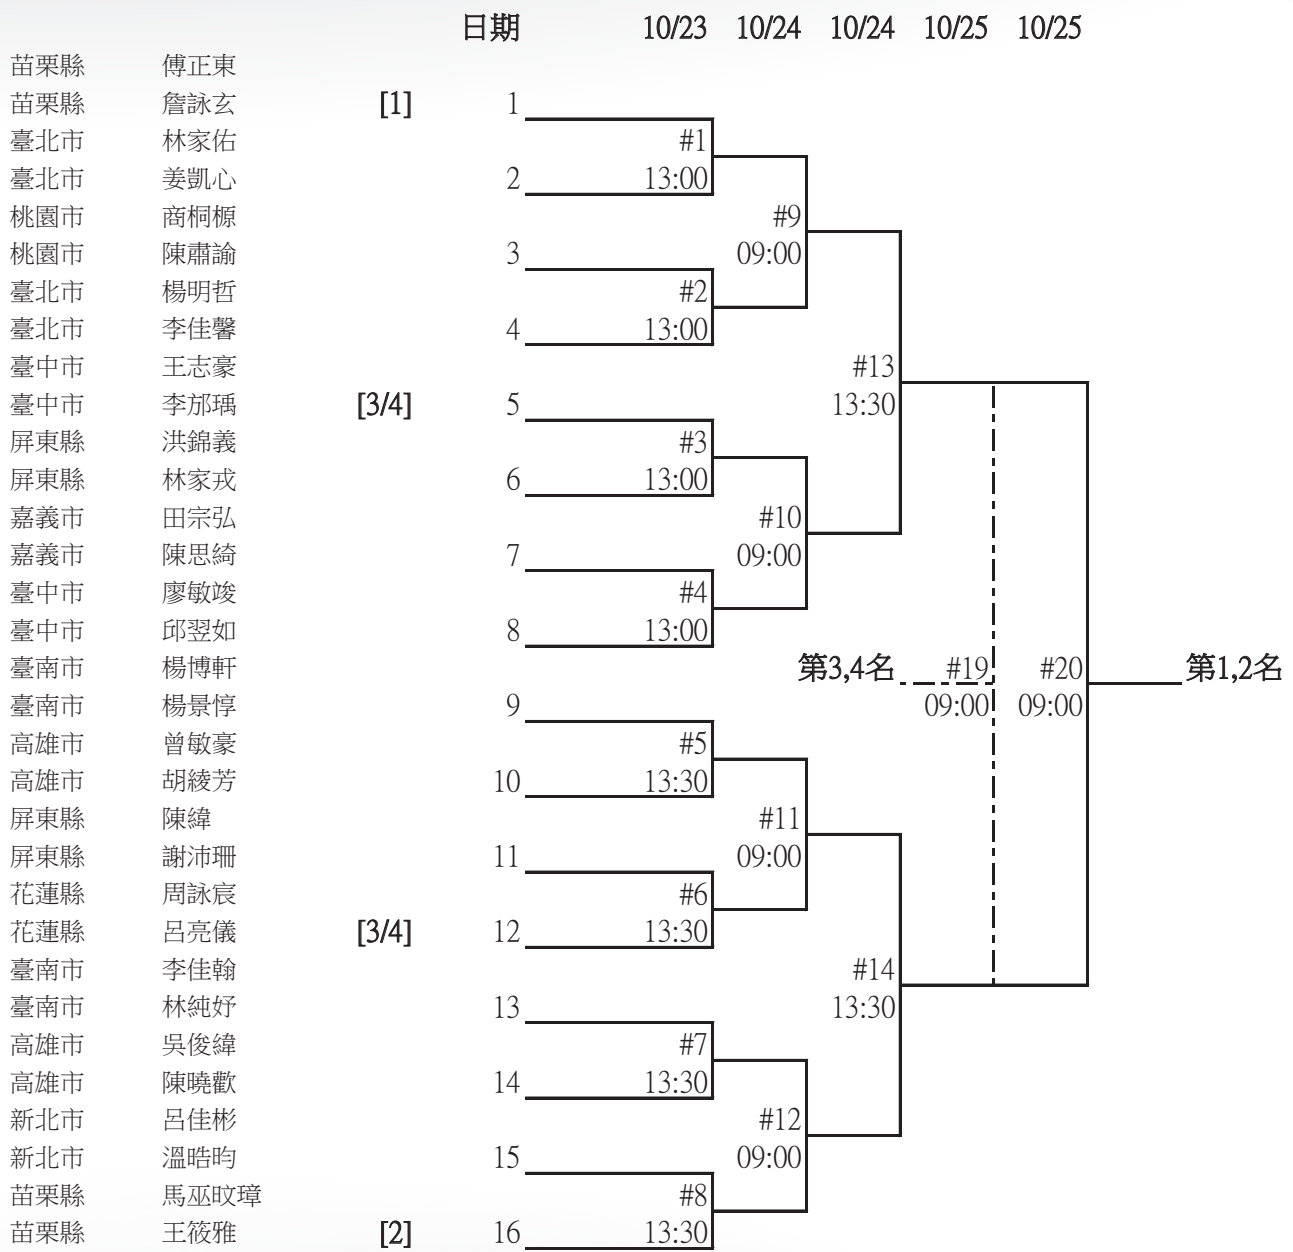 日期 10/23 10/24 10/24 10/25 10/25
苗栗縣 傅正東
苗栗縣 詹詠玄 [1] 1
臺北市 林家佑 #1
臺北市 姜凱心 2 13:00
桃園市 商桐榞 #9
桃園市 陳肅諭 3 09:00
臺北市 楊明哲 #2
臺北市 李佳馨 4 13:00
臺中市 王志豪 #13
臺中市 李邡瑀 [3/4] 5 13:30
屏東縣 洪錦義 #3
屏東縣 林家戎 6 13:00
嘉義市 田宗弘 #10
嘉義市 陳思綺 7 09:00
臺中市 廖敏竣 #4
臺中市 邱翌如 8 13:00
臺南市 楊博軒 第3,4名 #19 #20 第1,2名
臺南市 楊景惇 9 09:00 09:00
高雄市 曾敏豪 #5
高雄市 胡綾芳 10 13:30
屏東縣 陳緯 #11
屏東縣 謝沛珊 11 09:00
花蓮縣 周詠宸 #6
花蓮縣 呂亮儀 [3/4] 12 13:30
臺南市 李佳翰 #14
臺南市 林純妤 13 13:30
高雄市 吳俊緯 #7
高雄市 陳曉歡 14 13:30
新北市 呂佳彬 #12
新北市 溫晧昀 15 09:00
苗栗縣 馬巫旼璋 #8
苗栗縣 王筱雅 [2] 16 13:30